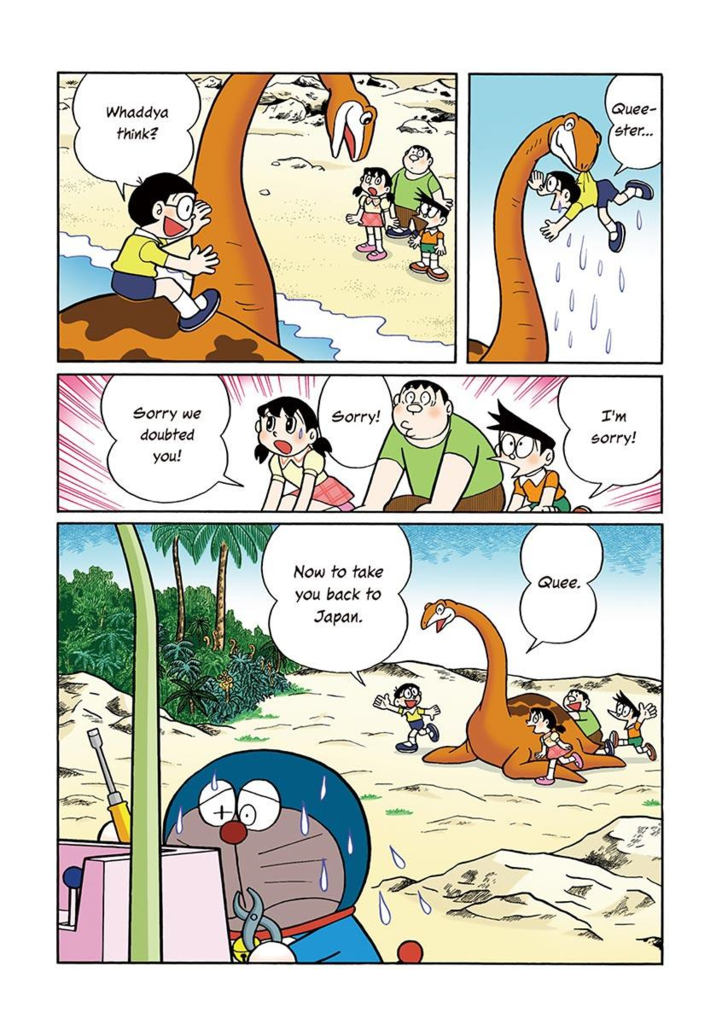 Whaddya
think?
Quee-
ster...
Sorry we
doubted
you!
Sorry!
I'm
sorry!
Now to take
you back to
Japan.
Quee.